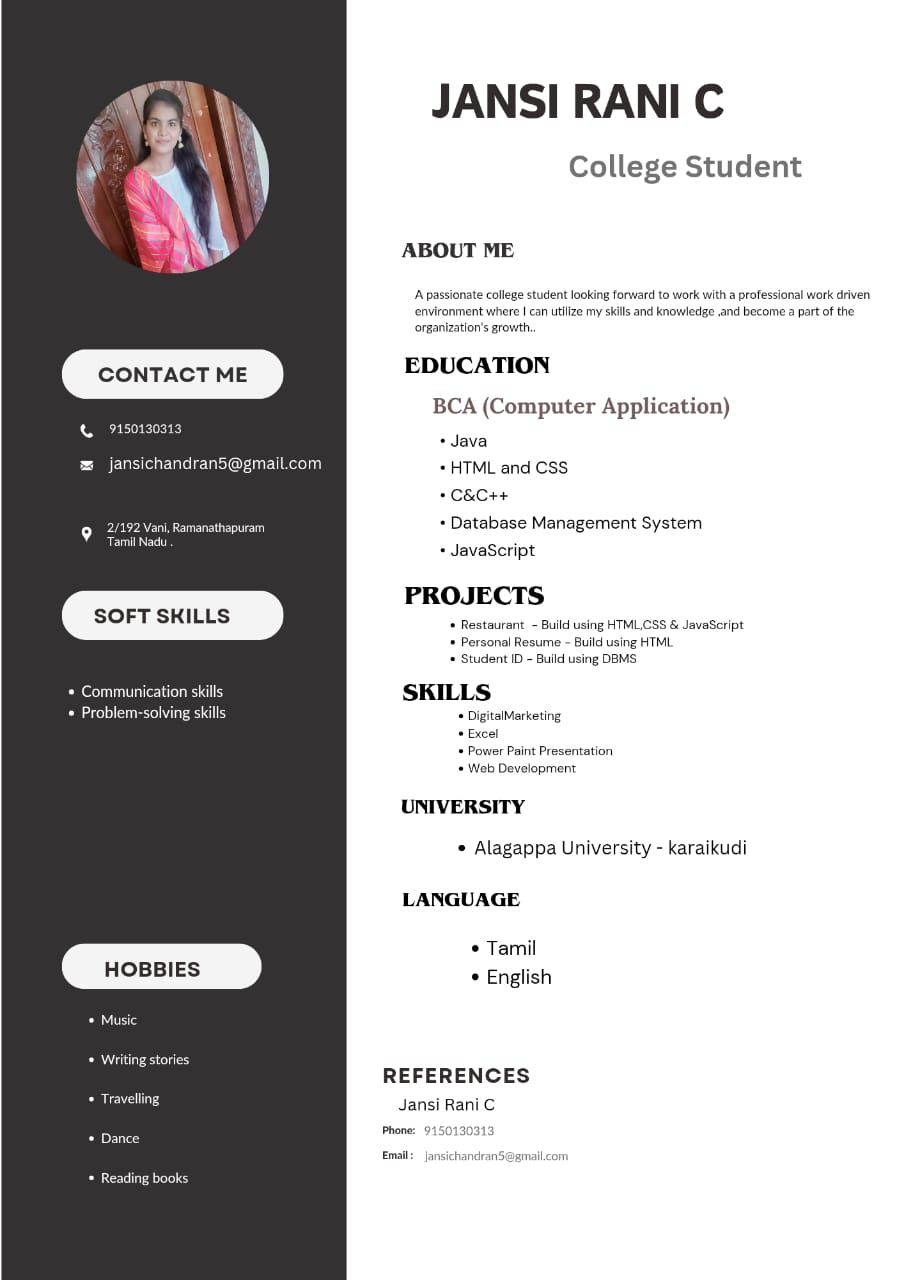 JANSI RANI C
College Student
CONTACT ME
9150130313
jansichandran5@gmail.com
2/192 Vani, Ramanathapuram
Tamil Nadu .
SOFT SKILLS
Communication skills
Problem-solving skills
HOBBIES
Music
Writing stories
Travelling
Dance
Reading books
ABOUT ME
A passionate college student looking forward to work with a professional work driven
environment where I can utilize my skills and knowledge ,and become a part of the
organization's growth..
EDUCATION
BCA (Computer Application)
• Java
• HTML and CSS
• C&C++
• Database Management System
• JavaScript
PROJECTS
• Restaurant - Build using HTML,CSS & JavaScript
• Personal Resume - Build using HTML
• Student ID - Build using DBMS
SKILLS
• DigitalMarketing
• Excel
• Power Paint Presentation
• Web Development
UNIVERSITY
• Alagappa University - karaikudi
LANGUAGE
• Tamil
• English
REFERENCES
Jansi Rani C
Phone: 9150130313
Email : jansichandran5@gmail.com